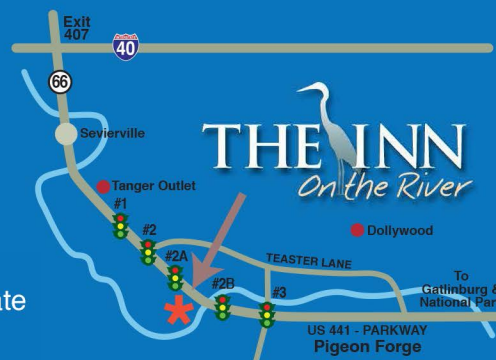 Exit
407
40
66
Sevierville
THE INN
On the River
Tanger Outlet
#1
#2
Dollywood
#2A
TEASTER LANE
#2B
#3
To
Gatlinburg &
National Par
ate
US 441 - PARKWAY
Pigeon Forge